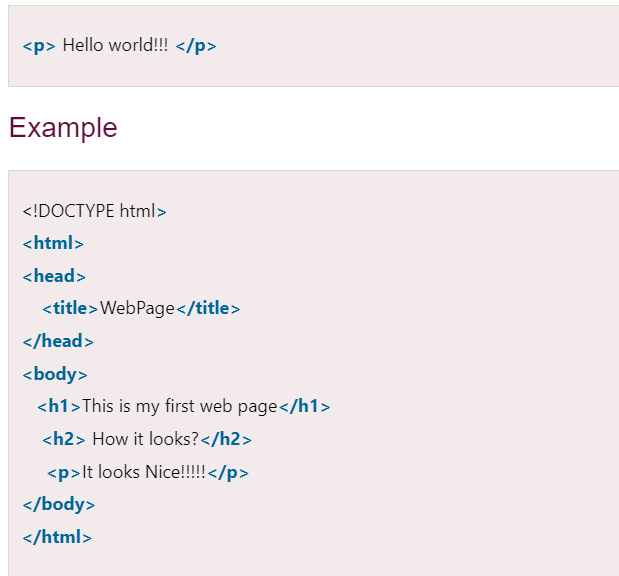 <p> Hello world!!! </p>
Example
<!DOCTYPE html>
<html>
<head>
<title>WebPage</title>
</head>
<body>
<h1>This is my first web page</h1>
<h2> How it looks?</h2>
<p>It looks Nice!!!!!</p>
</body>
</html>